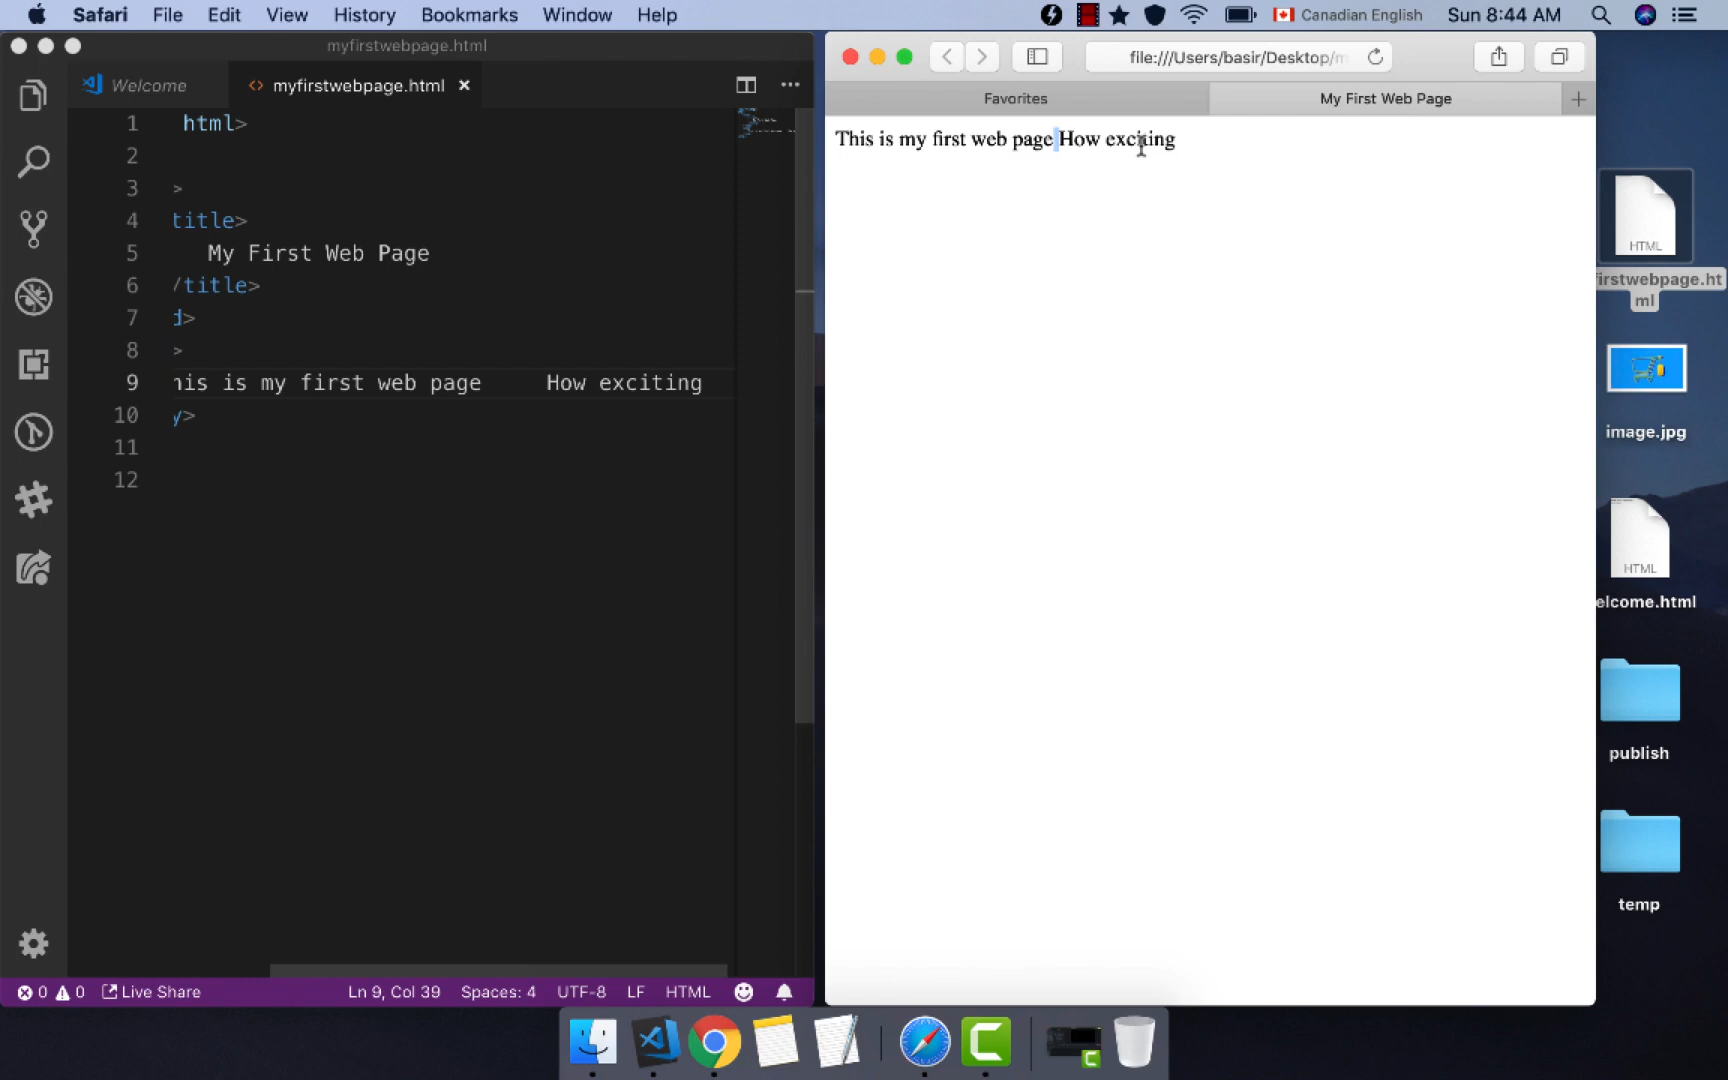 Safari File Edit View History Bookmarks Window Help Canadian English Sun 8:44 AM
myfirstwebpage.html
Welcome <> myfirstwebpage.html ×
1 html>
2
3 >
4 title>
5 My First Web Page
6 /title>
7 d>
8 >
9 his is my first web page How exciting
10 y>
11
12
0 0 Live Share Ln 9, Col 39 Spaces: 4 UTF-8 LF HTML
file:///Users/basir/Desktop/m
Favorites My First Web Page +
This is my first web page How exciting
HTML
firstwebpage.ht
ml
image.jpg
HTML
elcome.html
publish
temp